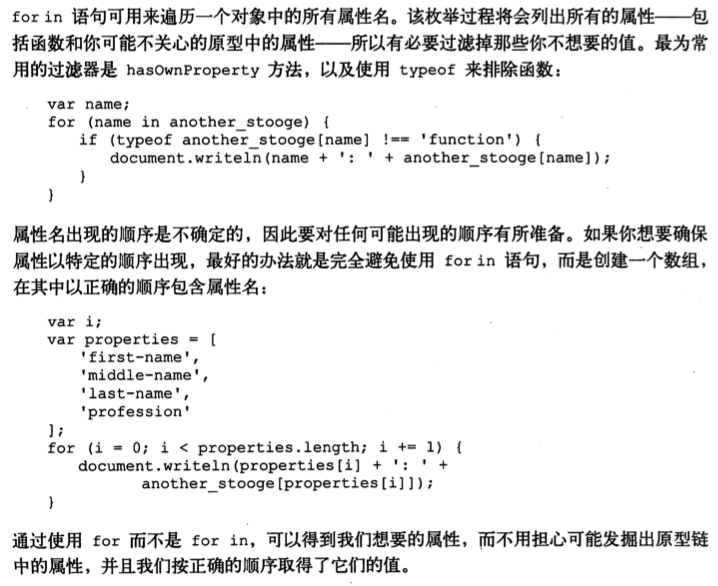 for in 语句可用来遍历一个对象中的所有属性名。该枚举过程将会列出所有的属性——包
括函数和你可能不关心的原型中的属性——所以有必要过滤掉那些你不想要的值。最为常
用的过滤器是 hasOwnProperty 方法，以及使用 typeof 来排除函数：
var name;
for (name in another_stooge) {
if (typeof another_stooge[name] !== 'function') {
document.writeln(name + ': ' + another_stooge[name]);
}
}
属性名出现的顺序是不确定的，因此要对任何可能出现的顺序有所准备。如果你想要确保
属性以特定的顺序出现，最好的办法就是完全避免使用 for in 语句，而是创建一个数组，
在其中以正确的顺序包含属性名：
var i;
var properties = [
'first-name',
'middle-name',
'last-name',
'profession'
];
for (i = 0; i < properties.length; i += 1) {
document.writeln(properties[i] + ': ' +
another_stooge[properties[i]]);
}
通过使用 for 而不是 for in，可以得到我们想要的属性，而不用担心可能发掘出原型链
中的属性，并且我们按正确的顺序取得了它们的值。